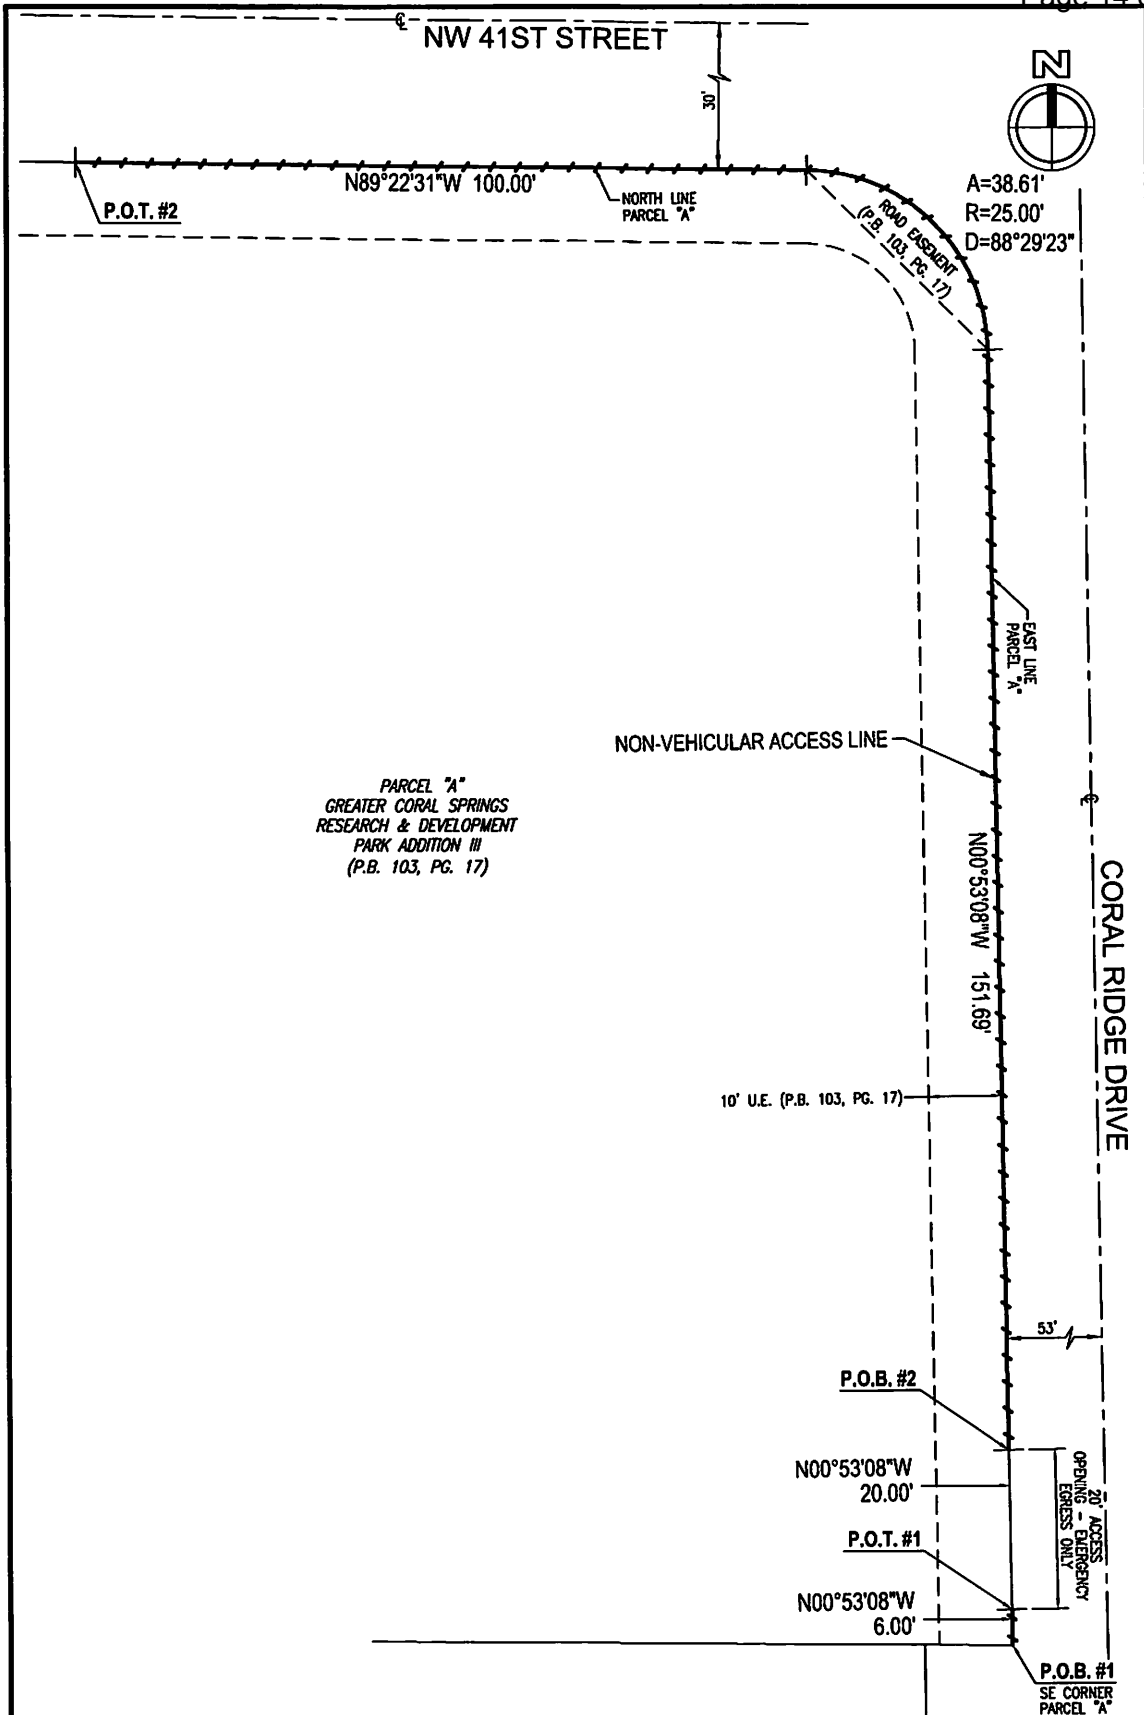 Page 14
℄
NW 41ST STREET
30'
N
N89°22'31"W 100.00'
P.O.T. #2
NORTH LINE
PARCEL "A"
ROAD EASEMENT
(P.B. 103, PG. 17)
A=38.61'
R=25.00'
D=88°29'23"
EAST LINE
PARCEL "A"
NON-VEHICULAR ACCESS LINE
PARCEL "A"
GREATER CORAL SPRINGS
RESEARCH & DEVELOPMENT
PARK ADDITION III
(P.B. 103, PG. 17)
℄
N00°53'08"W 151.69'
CORAL RIDGE DRIVE
10' U.E. (P.B. 103, PG. 17)
53'
P.O.B. #2
N00°53'08"W
20.00'
20' ACCESS
OPENING - EMERGENCY
EGRESS ONLY
P.O.T. #1
N00°53'08"W
6.00'
P.O.B. #1
SE CORNER
PARCEL "A"